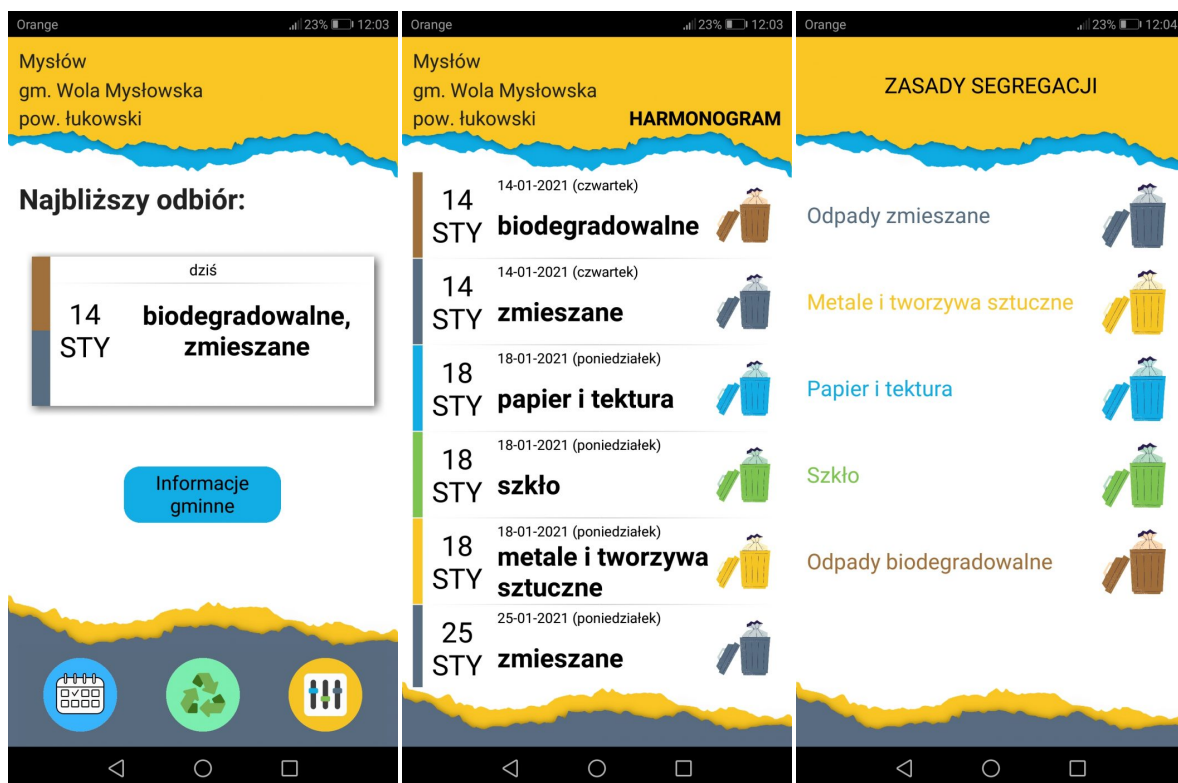 Orange
23% 12:03
Mysłów
gm. Wola Mysłowska
pow. łukowski
Najbliższy odbiór:
dziś
14
STY
biodegradowalne,
zmieszane
Informacje
gminne
Orange
23% 12:03
Mysłów
gm. Wola Mysłowska
pow. łukowski
HARMONOGRAM
14-01-2021 (czwartek)
14
STY
biodegradowalne
14-01-2021 (czwartek)
14
STY
zmieszane
18-01-2021 (poniedziałek)
18
STY
papier i tektura
18-01-2021 (poniedziałek)
18
STY
szkło
18-01-2021 (poniedziałek)
18
STY
metale i tworzywa
sztuczne
25-01-2021 (poniedziałek)
25
STY
zmieszane
Orange
23% 12:04
ZASADY SEGREGACJI
Odpady zmieszane
Metale i tworzywa sztuczne
Papier i tektura
Szkło
Odpady biodegradowalne